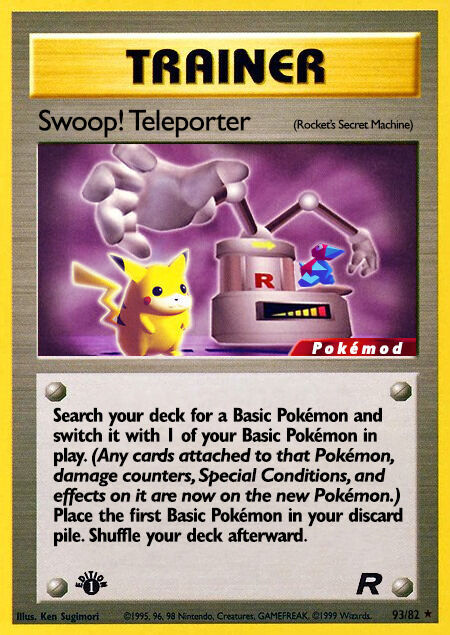 TRAINER
Swoop! Teleporter (Rocket's Secret Machine)
R
Pokémod
Search your deck for a Basic Pokémon and
switch it with 1 of your Basic Pokémon in
play. (Any cards attached to that Pokémon,
damage counters, Special Conditions, and
effects on it are now on the new Pokémon.)
Place the first Basic Pokémon in your discard
pile. Shuffle your deck afterward.
EDITION
1
R
Illus. Ken Sugimori ©1995, 96, 98 Nintendo, Creatures, GAMEFREAK. ©1999 Wizards. 93/82 ★